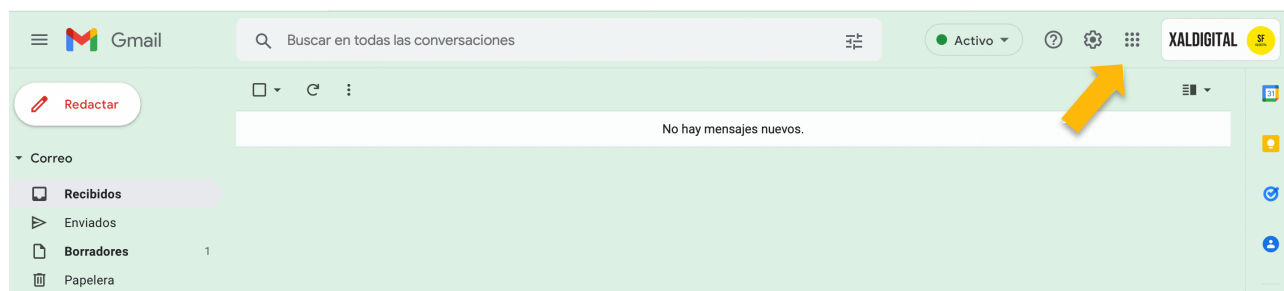 Gmail
Buscar en todas las conversaciones
Activo
XALDIGITAL
SF
Redactar
31
No hay mensajes nuevos.
Correo
Recibidos
Enviados
Borradores 1
Papelera